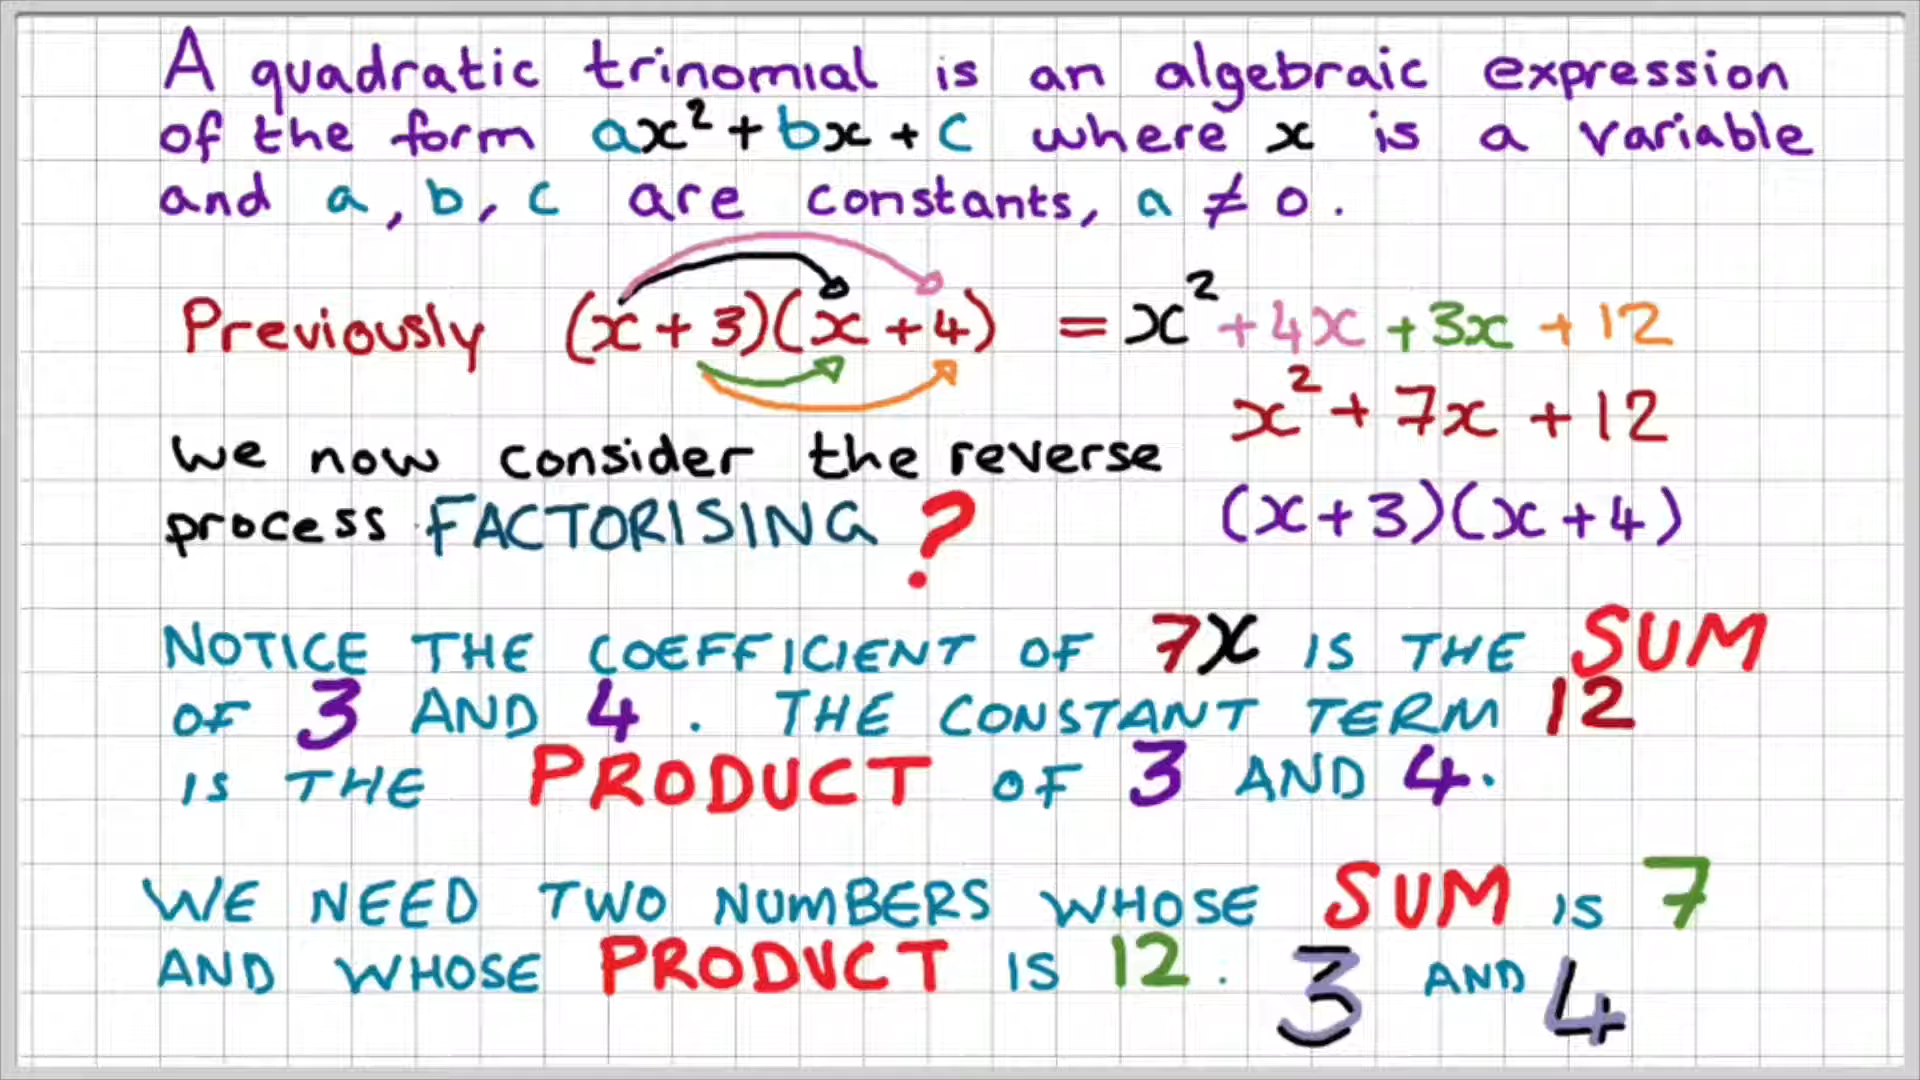 A quadratic trinomial is an algebraic expression
of the form ax² + bx + c where x is a variable
and a, b, c are constants, a ≠ 0.
Previously (x + 3)(x + 4) = x² + 4x + 3x + 12
x² + 7x + 12
we now consider the reverse
process FACTORISING ?
(x + 3)(x + 4)
NOTICE THE COEFFICIENT OF 7x IS THE SUM
OF 3 AND 4. THE CONSTANT TERM 12
IS THE PRODUCT OF 3 AND 4.
WE NEED TWO NUMBERS WHOSE SUM IS 7
AND WHOSE PRODUCT IS 12. 3 AND 4